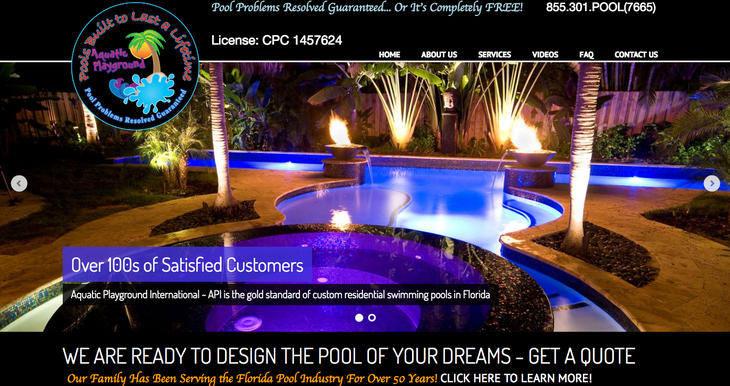 Pool Problems Resolved Guaranteed... Or It's Completely FREE!
855.301.POOL(7665)
Pools Built to Last a Lifetime
Aquatic
Playground
Pool Problems Resolved Guaranteed
License: CPC 1457624
HOME ABOUT US SERVICES VIDEOS FAQ CONTACT US
Over 100s of Satisfied Customers
Aquatic Playground International - API is the gold standard of custom residential swimming pools in Florida
WE ARE READY TO DESIGN THE POOL OF YOUR DREAMS - GET A QUOTE
Our Family Has Been Serving the Florida Pool Industry For Over 50 Years! CLICK HERE TO LEARN MORE!